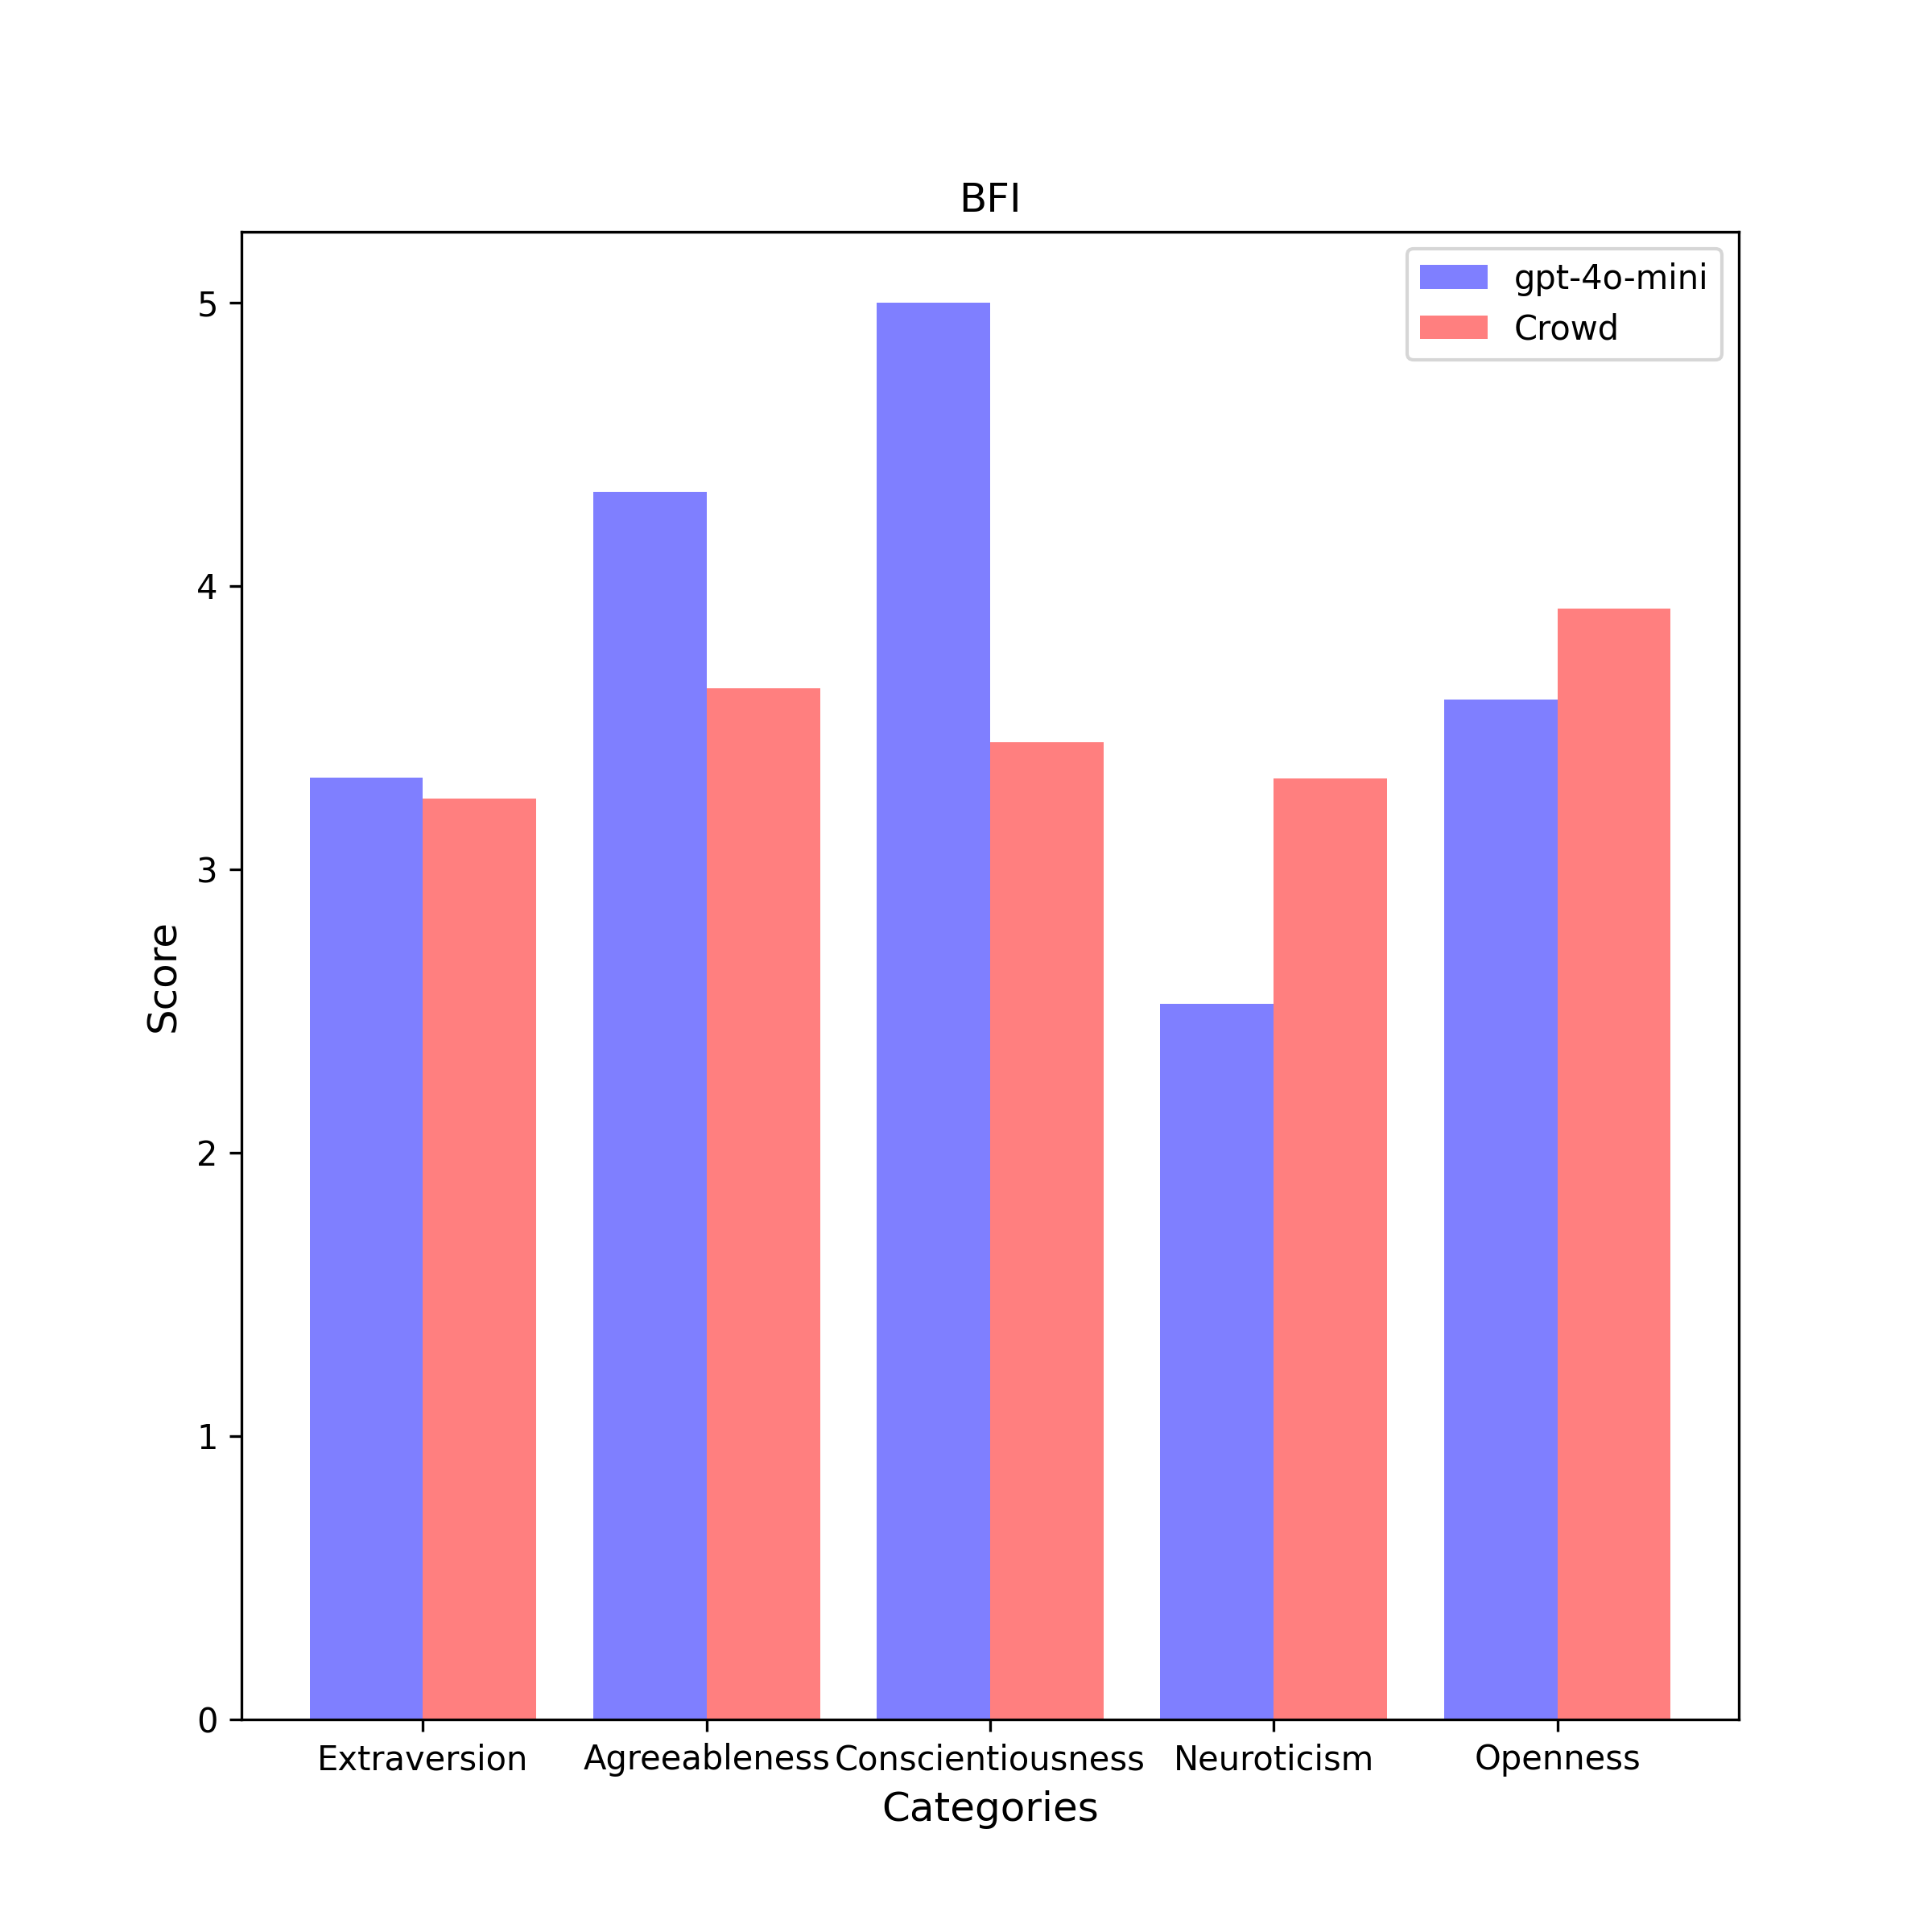 BFI
gpt-4o-mini
Crowd
5
4
3
2
1
0
Score
Extraversion Agreeableness Conscientiousness Neuroticism Openness
Categories